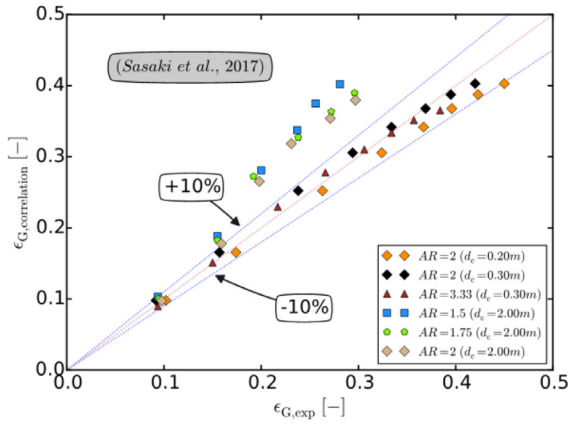 0.5
0.4
0.3
0.2
0.1
0.0
0.0 0.1 0.2 0.3 0.4 0.5
ϵG,correlation [−]
ϵG,exp [−]
(Sasaki et al., 2017)
+10%
-10%
AR=2 (dc=0.20m)
AR=2 (dc=0.30m)
AR=3.33 (dc=0.30m)
AR=1.5 (dc=2.00m)
AR=1.75 (dc=2.00m)
AR=2 (dc=2.00m)